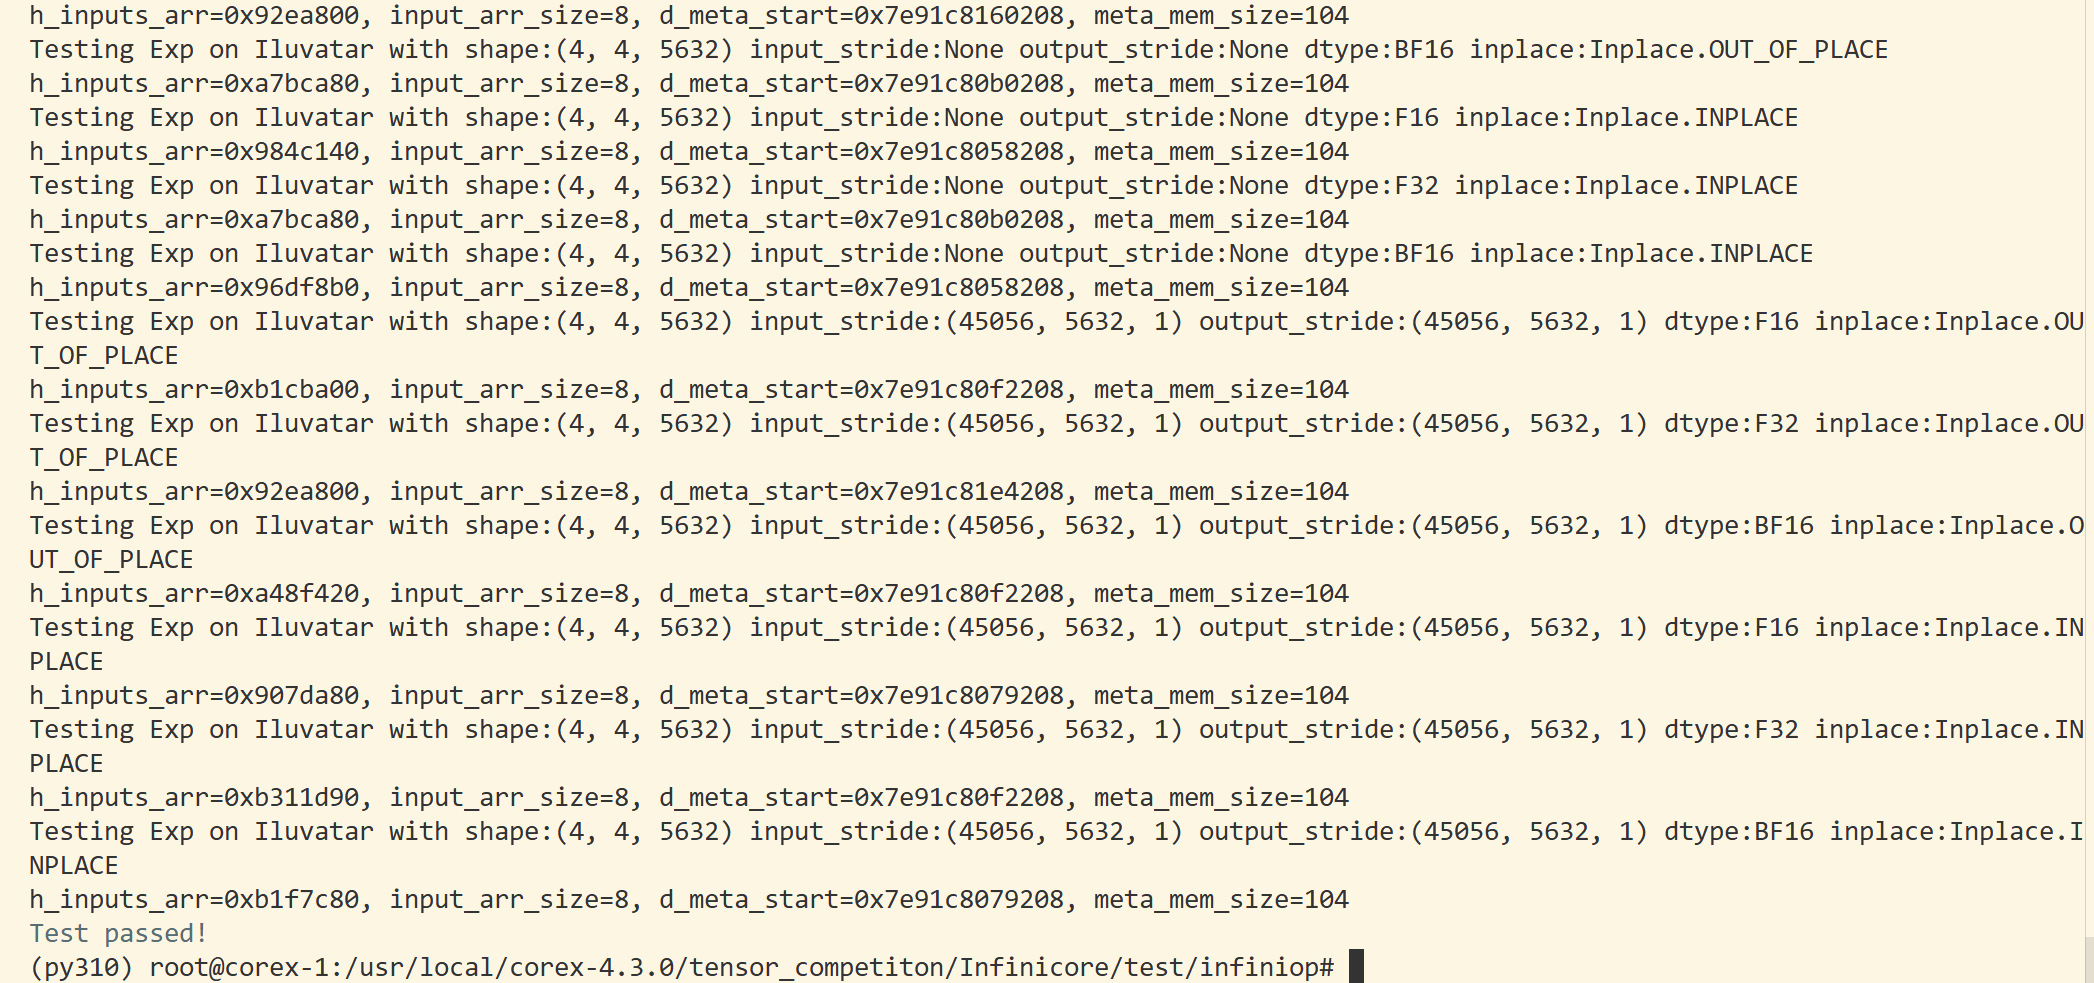 h_inputs_arr=0x92ea800, input_arr_size=8, d_meta_start=0x7e91c8160208, meta_mem_size=104
Testing Exp on Iluvatar with shape:(4, 4, 5632) input_stride:None output_stride:None dtype:BF16 inplace:Inplace.OUT_OF_PLACE
h_inputs_arr=0xa7bca80, input_arr_size=8, d_meta_start=0x7e91c80b0208, meta_mem_size=104
Testing Exp on Iluvatar with shape:(4, 4, 5632) input_stride:None output_stride:None dtype:F16 inplace:Inplace.INPLACE
h_inputs_arr=0x984c140, input_arr_size=8, d_meta_start=0x7e91c8058208, meta_mem_size=104
Testing Exp on Iluvatar with shape:(4, 4, 5632) input_stride:None output_stride:None dtype:F32 inplace:Inplace.INPLACE
h_inputs_arr=0xa7bca80, input_arr_size=8, d_meta_start=0x7e91c80b0208, meta_mem_size=104
Testing Exp on Iluvatar with shape:(4, 4, 5632) input_stride:None output_stride:None dtype:BF16 inplace:Inplace.INPLACE
h_inputs_arr=0x96df8b0, input_arr_size=8, d_meta_start=0x7e91c8058208, meta_mem_size=104
Testing Exp on Iluvatar with shape:(4, 4, 5632) input_stride:(45056, 5632, 1) output_stride:(45056, 5632, 1) dtype:F16 inplace:Inplace.OU
T_OF_PLACE
h_inputs_arr=0xb1cba00, input_arr_size=8, d_meta_start=0x7e91c80f2208, meta_mem_size=104
Testing Exp on Iluvatar with shape:(4, 4, 5632) input_stride:(45056, 5632, 1) output_stride:(45056, 5632, 1) dtype:F32 inplace:Inplace.OU
T_OF_PLACE
h_inputs_arr=0x92ea800, input_arr_size=8, d_meta_start=0x7e91c81e4208, meta_mem_size=104
Testing Exp on Iluvatar with shape:(4, 4, 5632) input_stride:(45056, 5632, 1) output_stride:(45056, 5632, 1) dtype:BF16 inplace:Inplace.O
UT_OF_PLACE
h_inputs_arr=0xa48f420, input_arr_size=8, d_meta_start=0x7e91c80f2208, meta_mem_size=104
Testing Exp on Iluvatar with shape:(4, 4, 5632) input_stride:(45056, 5632, 1) output_stride:(45056, 5632, 1) dtype:F16 inplace:Inplace.IN
PLACE
h_inputs_arr=0x907da80, input_arr_size=8, d_meta_start=0x7e91c8079208, meta_mem_size=104
Testing Exp on Iluvatar with shape:(4, 4, 5632) input_stride:(45056, 5632, 1) output_stride:(45056, 5632, 1) dtype:F32 inplace:Inplace.IN
PLACE
h_inputs_arr=0xb311d90, input_arr_size=8, d_meta_start=0x7e91c80f2208, meta_mem_size=104
Testing Exp on Iluvatar with shape:(4, 4, 5632) input_stride:(45056, 5632, 1) output_stride:(45056, 5632, 1) dtype:BF16 inplace:Inplace.I
NPLACE
h_inputs_arr=0xb1f7c80, input_arr_size=8, d_meta_start=0x7e91c8079208, meta_mem_size=104
Test passed!
(py310) root@corex-1:/usr/local/corex-4.3.0/tensor_competiton/Infinicore/test/infiniop#